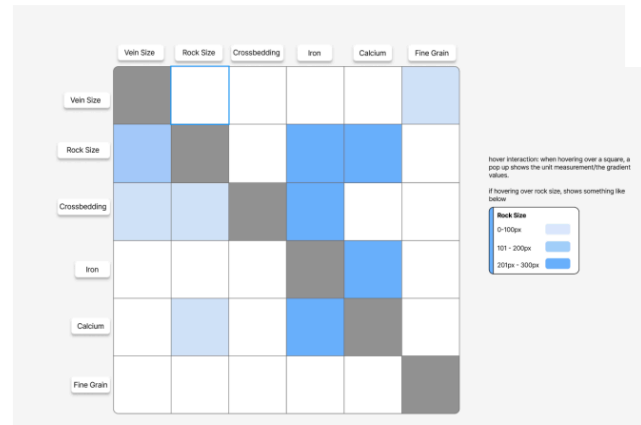 Vein Size
Rock Size
Crossbedding
Iron
Calcium
Fine Grain
Vein Size
Rock Size
Crossbedding
Iron
Calcium
Fine Grain
hover interaction: when hovering over a square, a
pop up shows the unit measurement/the gradient
values.
if hovering over rock size, shows something like
below
Rock Size
0-100px
101 - 200px
201px - 300px